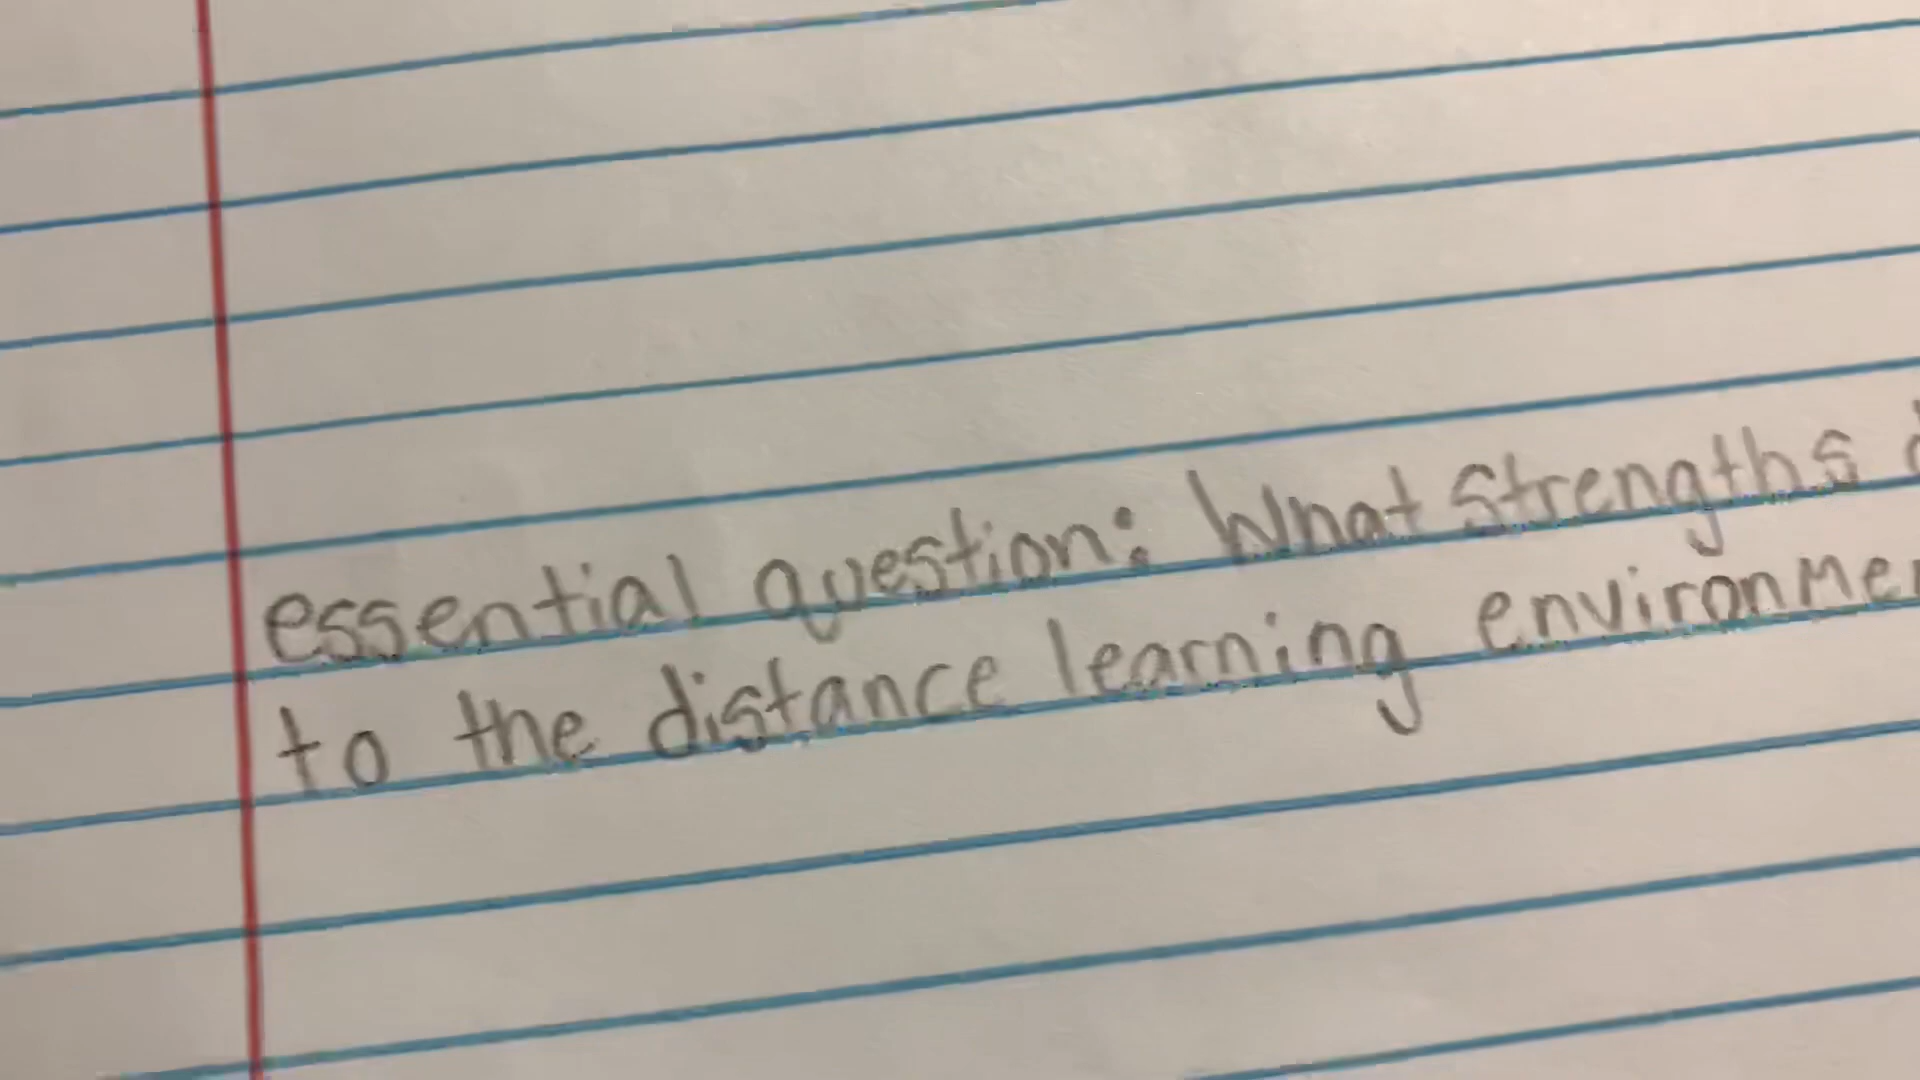 essential question: What strengths
to the distance learning environme